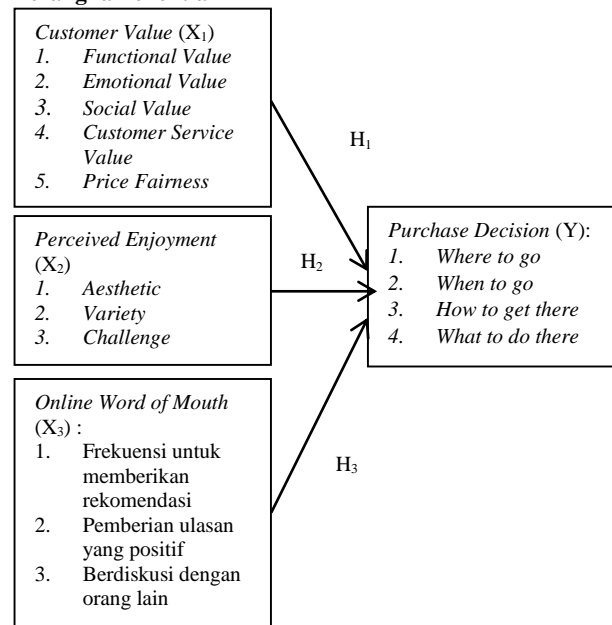 Customer Value (X₁)
1. Functional Value
2. Emotional Value
3. Social Value
4. Customer Service
Value
5. Price Fairness
H₁
Perceived Enjoyment
(X₂)
1. Aesthetic
2. Variety
3. Challenge
H₂
Purchase Decision (Y):
1. Where to go
2. When to go
3. How to get there
4. What to do there
Online Word of Mouth
(X₃) :
1. Frekuensi untuk
memberikan
rekomendasi
2. Pemberian ulasan
yang positif
3. Berdiskusi dengan
orang lain
H₃